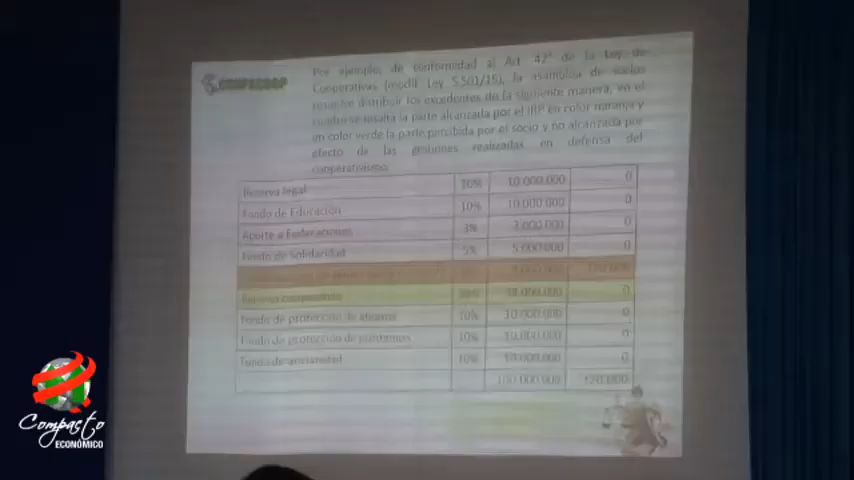 CONPACOOP
Por ejemplo, de conformidad al Art. 42° de la Ley de
Cooperativas (modif. Ley 5.501/15), la asamblea de socios
resuelve distribuir los excedentes de la siguiente manera, en el
cuadro se resalta la parte alcanzada por el en color naranja y
en color verde la parte percibida por el socio y no alcanzada por
efecto de las gestiones realizadas en defensa del
cooperativismo:
Reserva legal 10% 10.000.000 0
Fondo de Educación 10% 10.000.000 0
Aporte a Federaciones 3% 3.000.000 0
Fondo de Solidaridad 5% 5.000.000 0
Retorno cooperativo 0
Fondo de protección de ahorros 10% 10.000.000 0
Fondo de protección de préstamos 10% 10.000.000 0
Fondo de ancianidad 10% 10.000.000 0
100.000.000 120.000
Compacto
ECONÓMICO